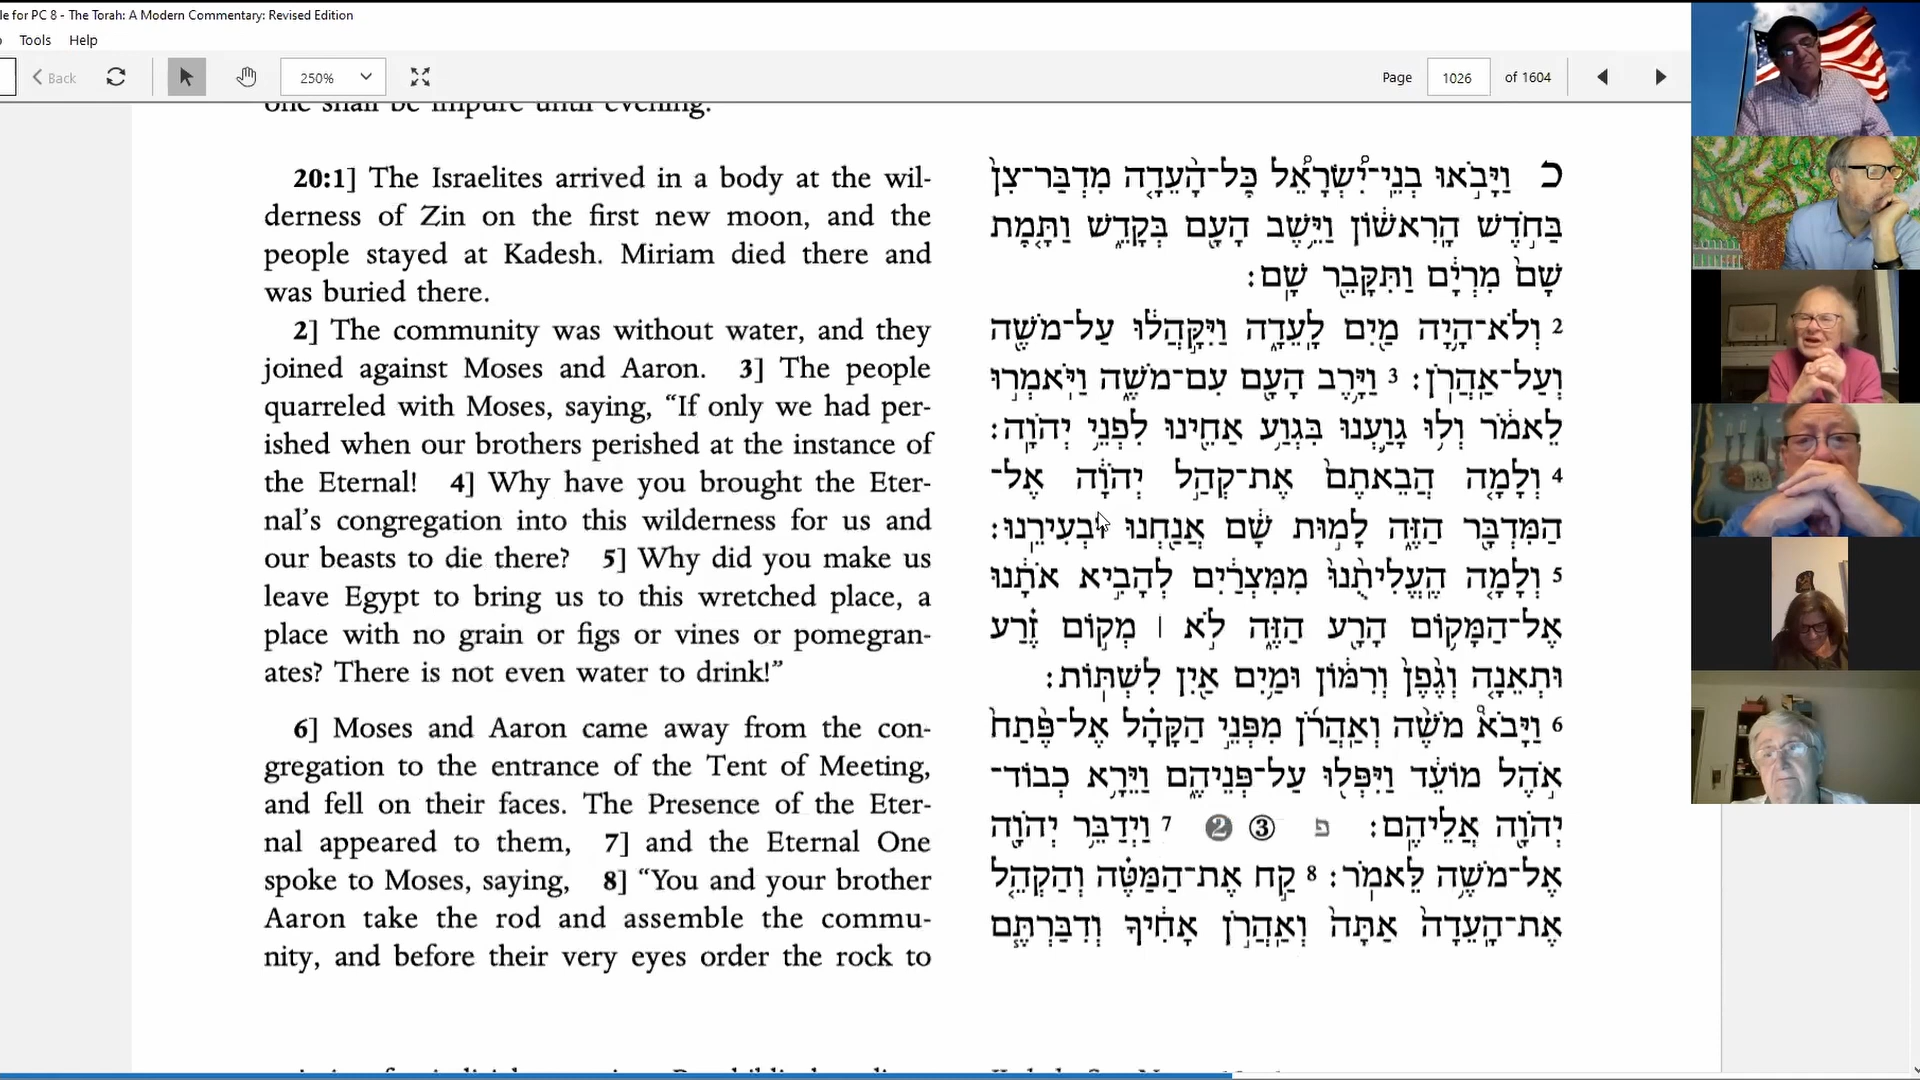 le for PC 8 - The Torah: A Modern Commentary: Revised Edition
Tools Help
Back 250% Page 1026 of 1604
one shall be impure until evening.
20:1] The Israelites arrived in a body at the wil-
derness of Zin on the first new moon, and the
people stayed at Kadesh. Miriam died there and
was buried there.
2] The community was without water, and they
joined against Moses and Aaron. 3] The people
quarreled with Moses, saying, “If only we had per-
ished when our brothers perished at the instance of
the Eternal! 4] Why have you brought the Eter-
nal’s congregation into this wilderness for us and
our beasts to die there? 5] Why did you make us
leave Egypt to bring us to this wretched place, a
place with no grain or figs or vines or pomegran-
ates? There is not even water to drink!”
6] Moses and Aaron came away from the con-
gregation to the entrance of the Tent of Meeting,
and fell on their faces. The Presence of the Eter-
nal appeared to them, 7] and the Eternal One
spoke to Moses, saying, 8] “You and your brother
Aaron take the rod and assemble the commu-
nity, and before their very eyes order the rock to
כ וַיָּבֹ֣אוּ בְנֵֽי־יִ֠שְׂרָאֵ֠ל כׇּל־הָ֨עֵדָ֤ה מִדְבַּר־צִן֙
בַּחֹ֣דֶשׁ הָֽרִאשׁ֔וֹן וַיֵּ֥שֶׁב הָעָ֖ם בְּקָדֵ֑שׁ וַתָּ֤מׇת
שָׁם֙ מִרְיָ֔ם וַתִּקָּבֵ֖ר שָֽׁם׃
2 וְלֹא־הָ֥יָה מַ֖יִם לָעֵדָ֑ה וַיִּקָּ֣הֲל֔וּ עַל־מֹשֶׁ֖ה
וְעַֽל־אַהֲרֹֽן׃ 3 וַיָּ֥רֶב הָעָ֖ם עִם־מֹשֶׁ֑ה וַיֹּאמְר֣וּ
לֵאמֹ֔ר וְל֥וּ גָוַ֛עְנוּ בִּגְוַ֥ע אַחֵ֖ינוּ לִפְנֵ֥י יְהֹוָֽה׃
4 וְלָמָ֤ה הֲבֵאתֶם֙ אֶת־קְהַ֣ל יְהֹוָ֔ה אֶל־
הַמִּדְבָּ֖ר הַזֶּ֑ה לָמ֣וּת שָׁ֔ם אֲנַ֖חְנוּ וּבְעִירֵֽנוּ׃
5 וְלָמָ֤ה הֶֽעֱלִיתֻ֙נוּ֙ מִמִּצְרַ֔יִם לְהָבִ֣יא אֹתָ֔נוּ
אֶל־הַמָּק֥וֹם הָרָ֖ע הַזֶּ֑ה לֹ֣א ׀ מְק֣וֹם זֶ֗רַע
וּתְאֵנָ֤ה וְגֶ֙פֶן֙ וְרִמּ֔וֹן וּמַ֥יִם אַ֖יִן לִשְׁתּֽוֹת׃
6 וַיָּבֹא֩ מֹשֶׁ֨ה וְאַהֲרֹ֜ן מִפְּנֵ֣י הַקָּהָ֗ל אֶל־פֶּ֙תַח֙
אֹ֣הֶל מוֹעֵ֔ד וַֽיִּפְּל֖וּ עַל־פְּנֵיהֶ֑ם וַיֵּרָ֥א כְבוֹד־
יְהֹוָ֖ה אֲלֵיהֶֽם׃ פ ③ ❷ 7 וַיְדַבֵּ֥ר יְהֹוָ֖ה
אֶל־מֹשֶׁ֥ה לֵּאמֹֽר׃ 8 קַ֣ח אֶת־הַמַּטֶּ֗ה וְהַקְהֵ֤ל
אֶת־הָעֵדָה֙ אַתָּה֙ וְאַהֲרֹ֣ן אָחִ֔יךָ וְדִבַּרְתֶּ֧ם